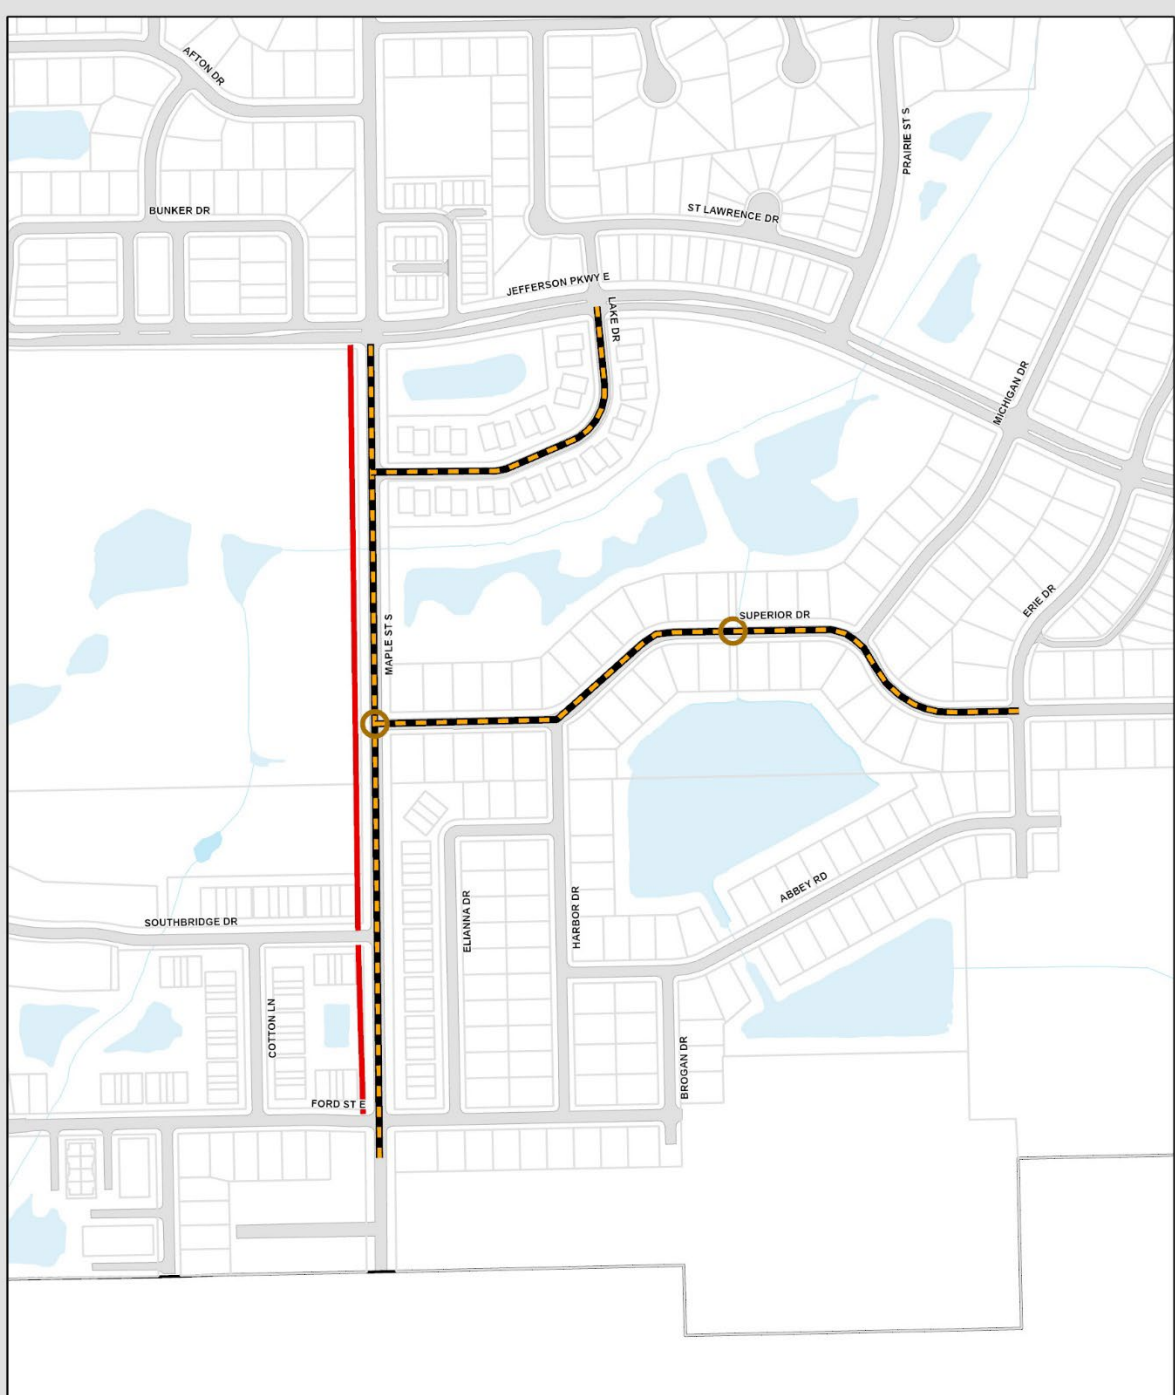 AFTON DR
PRAIRIE ST S
BUNKER DR
ST LAWRENCE DR
JEFFERSON PKWY E
LAKE DR
MICHIGAN DR
ERIE DR
SUPERIOR DR
MAPLE ST S
ABBEY RD
SOUTHBRIDGE DR
ELIANNA DR
HARBOR DR
COTTON LN
BROGAN DR
FORD ST E